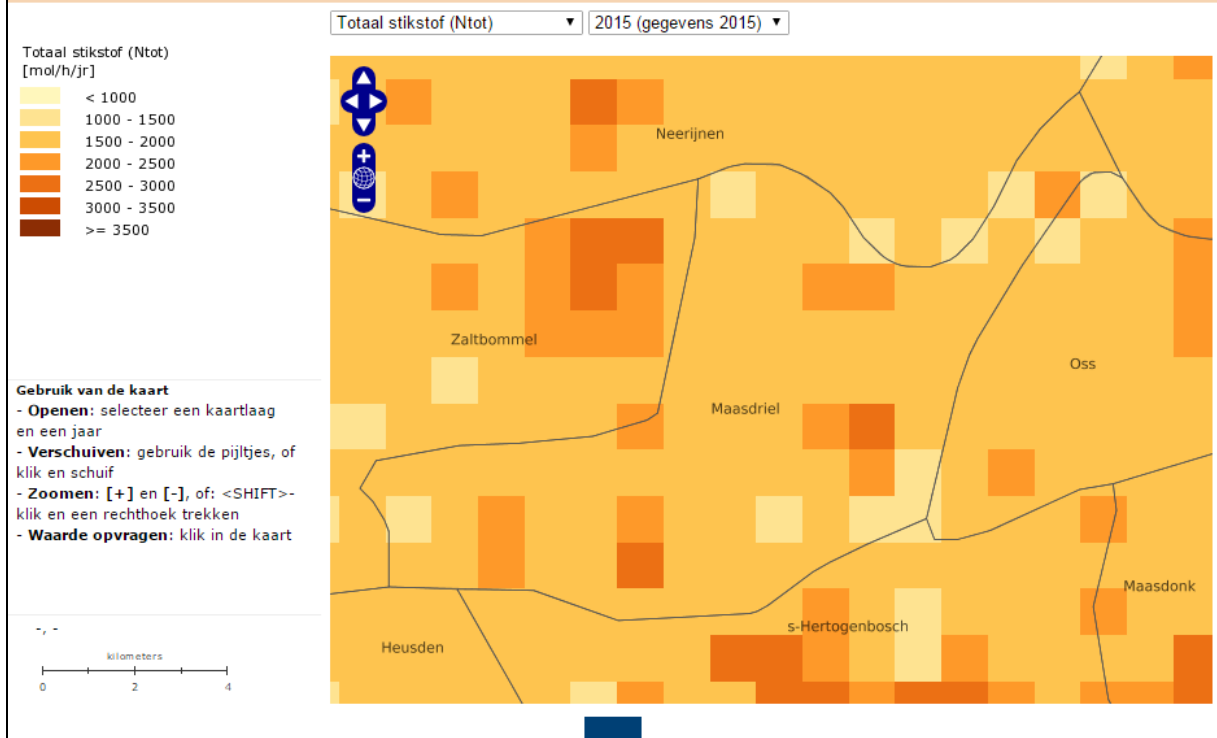 Totaal stikstof (Ntot) ▼ 2015 (gegevens 2015) ▼
Totaal stikstof (Ntot)
[mol/h/jr]
< 1000
1000 - 1500
1500 - 2000
2000 - 2500
2500 - 3000
3000 - 3500
>= 3500
Neerijnen
Zaltbommel
Oss
Maasdriel
Maasdonk
s-Hertogenbosch
Heusden
Gebruik van de kaart
- Openen: selecteer een kaartlaag
en een jaar
- Verschuiven: gebruik de pijltjes, of
klik en schuif
- Zoomen: [+] en [-], of: <SHIFT>-
klik en een rechthoek trekken
- Waarde opvragen: klik in de kaart
-, -
kilometers
0 2 4